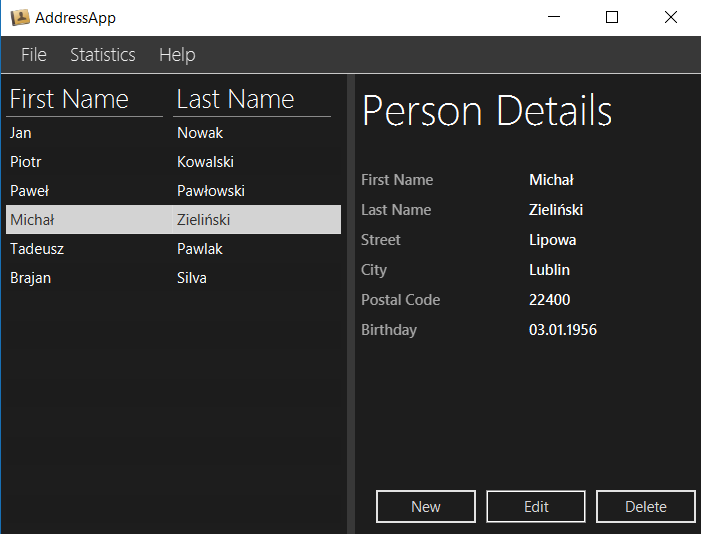 AddressApp
File Statistics Help
First Name Last Name
Jan Nowak
Piotr Kowalski
Paweł Pawłowski
Michał Zieliński
Tadeusz Pawlak
Brajan Silva
Person Details
First Name Michał
Last Name Zieliński
Street Lipowa
City Lublin
Postal Code 22400
Birthday 03.01.1956
New Edit Delete